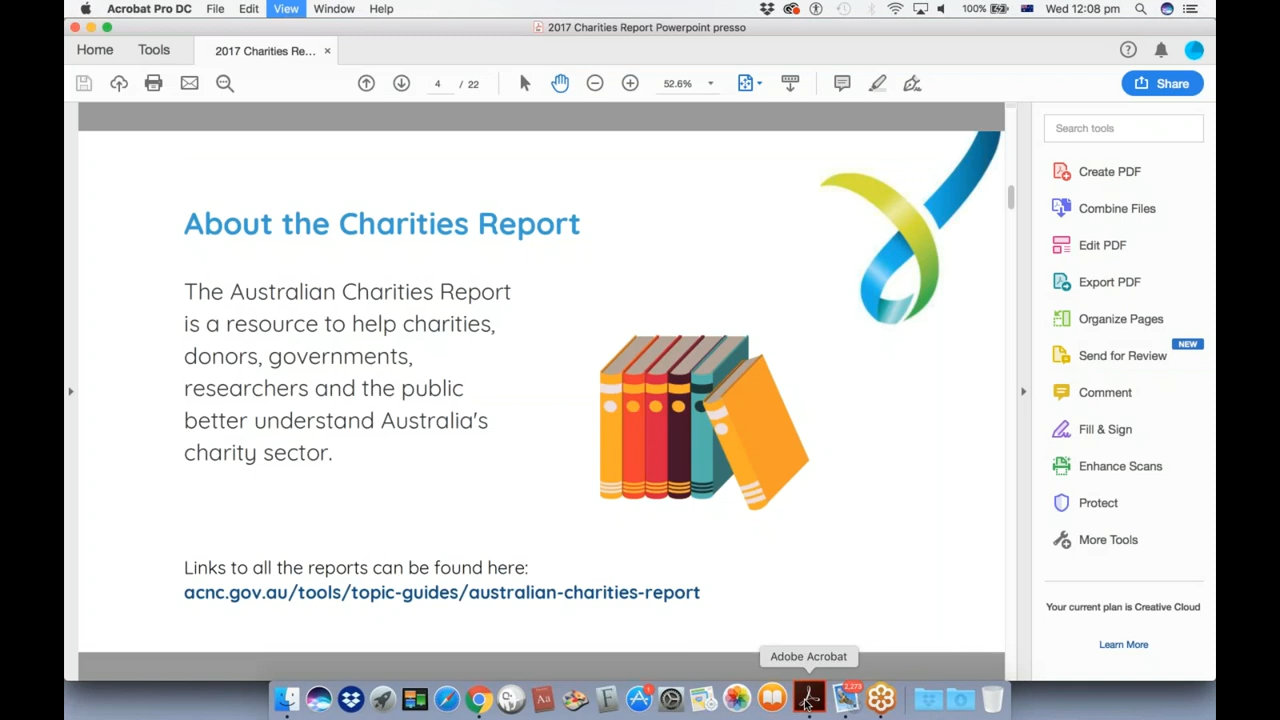 Acrobat Pro DC File Edit View Window Help 100% Wed 12:08 pm
2017 Charities Report Powerpoint presso
Home Tools 2017 Charities Re... ×
4 / 22 52.6% Share
Search tools
Create PDF
Combine Files
Edit PDF
Export PDF
Organize Pages
NEW
Send for Review
Comment
Fill & Sign
Enhance Scans
Protect
More Tools
Your current plan is Creative Cloud
Learn More
About the Charities Report
The Australian Charities Report
is a resource to help charities,
donors, governments,
researchers and the public
better understand Australia's
charity sector.
Links to all the reports can be found here:
acnc.gov.au/tools/topic-guides/australian-charities-report
Adobe Acrobat
2,273